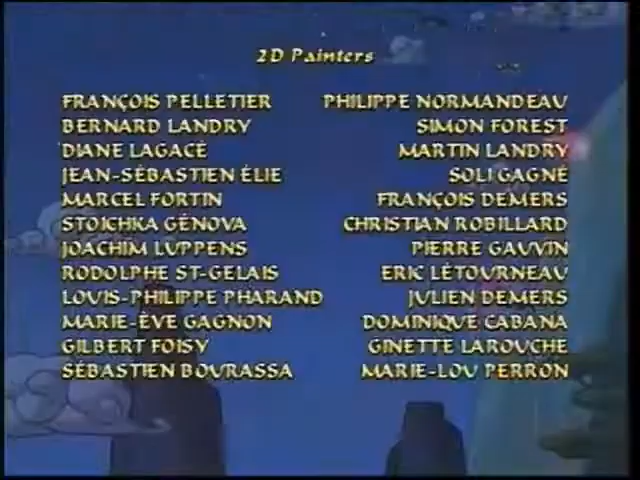 2D Painters
FRANÇOIS PELLETIER PHILIPPE NORMANDEAU
BERNARD LANDRY SIMON FOREST
DIANE LAGACÉ MARTIN LANDRY
JEAN-SÉBASTIEN ÉLIE SOLI GAGNÉ
MARCEL FORTIN FRANÇOIS DEMERS
STOICHKA GÉNOVA CHRISTIAN ROBILLARD
JOACHIM LÜPPENS PIERRE GAUVIN
RODOLPHE ST-GELAIS ERIC LÉTOURNEAU
LOUIS-PHILIPPE PHARAND JULIEN DEMERS
MARIE-ÈVE GAGNON DOMINIQUE CABANA
GILBERT FOISY GINETTE LAROUCHE
SÉBASTIEN BOURASSA MARIE-LOU PERRON